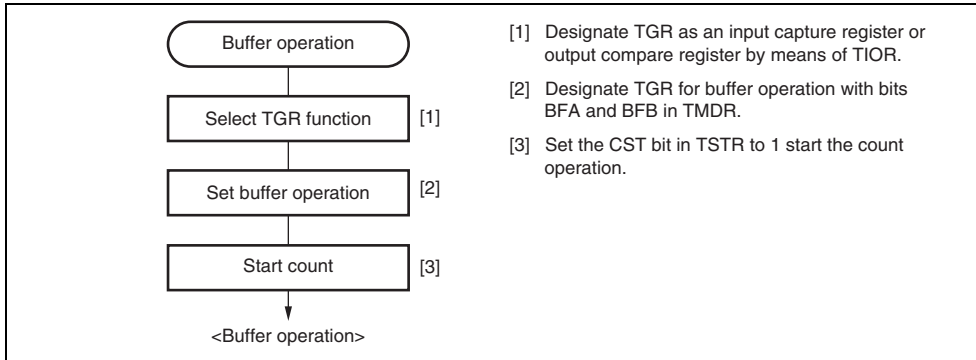 Buffer operation
Select TGR function
[1]
Set buffer operation
[2]
Start count
[3]
<Buffer operation>
[1] Designate TGR as an input capture register or
output compare register by means of TIOR.
[2] Designate TGR for buffer operation with bits
BFA and BFB in TMDR.
[3] Set the CST bit in TSTR to 1 start the count
operation.